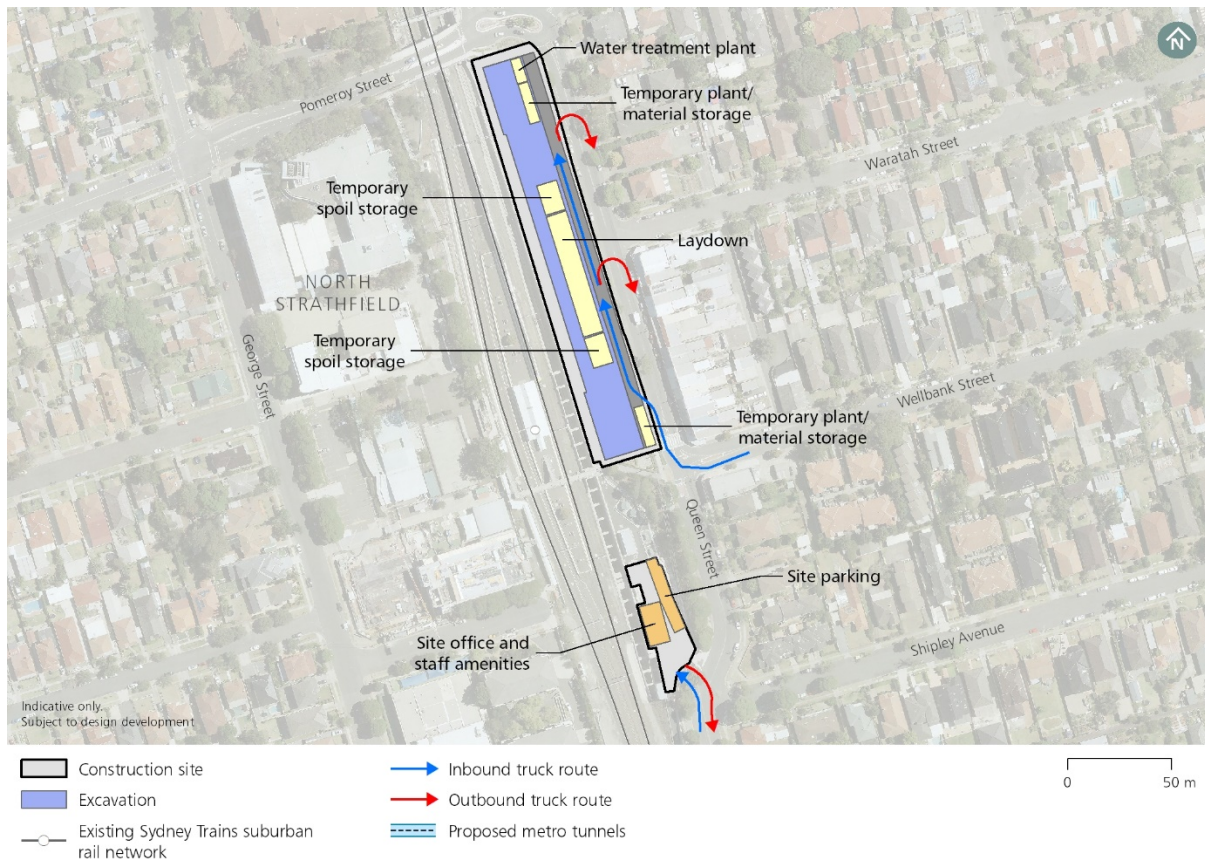 N
Water treatment plant
Pomeroy Street
Temporary plant/
material storage
Waratah Street
Temporary
spoil storage
Laydown
NORTH
STRATHFIELD
Temporary
spoil storage
George Street
Wellbank Street
Temporary plant/
material storage
Queen Street
Site parking
Site office and
staff amenities
Shipley Avenue
Indicative only.
Subject to design development
Construction site
Excavation
Existing Sydney Trains suburban
rail network
Inbound truck route
Outbound truck route
Proposed metro tunnels
0 50 m